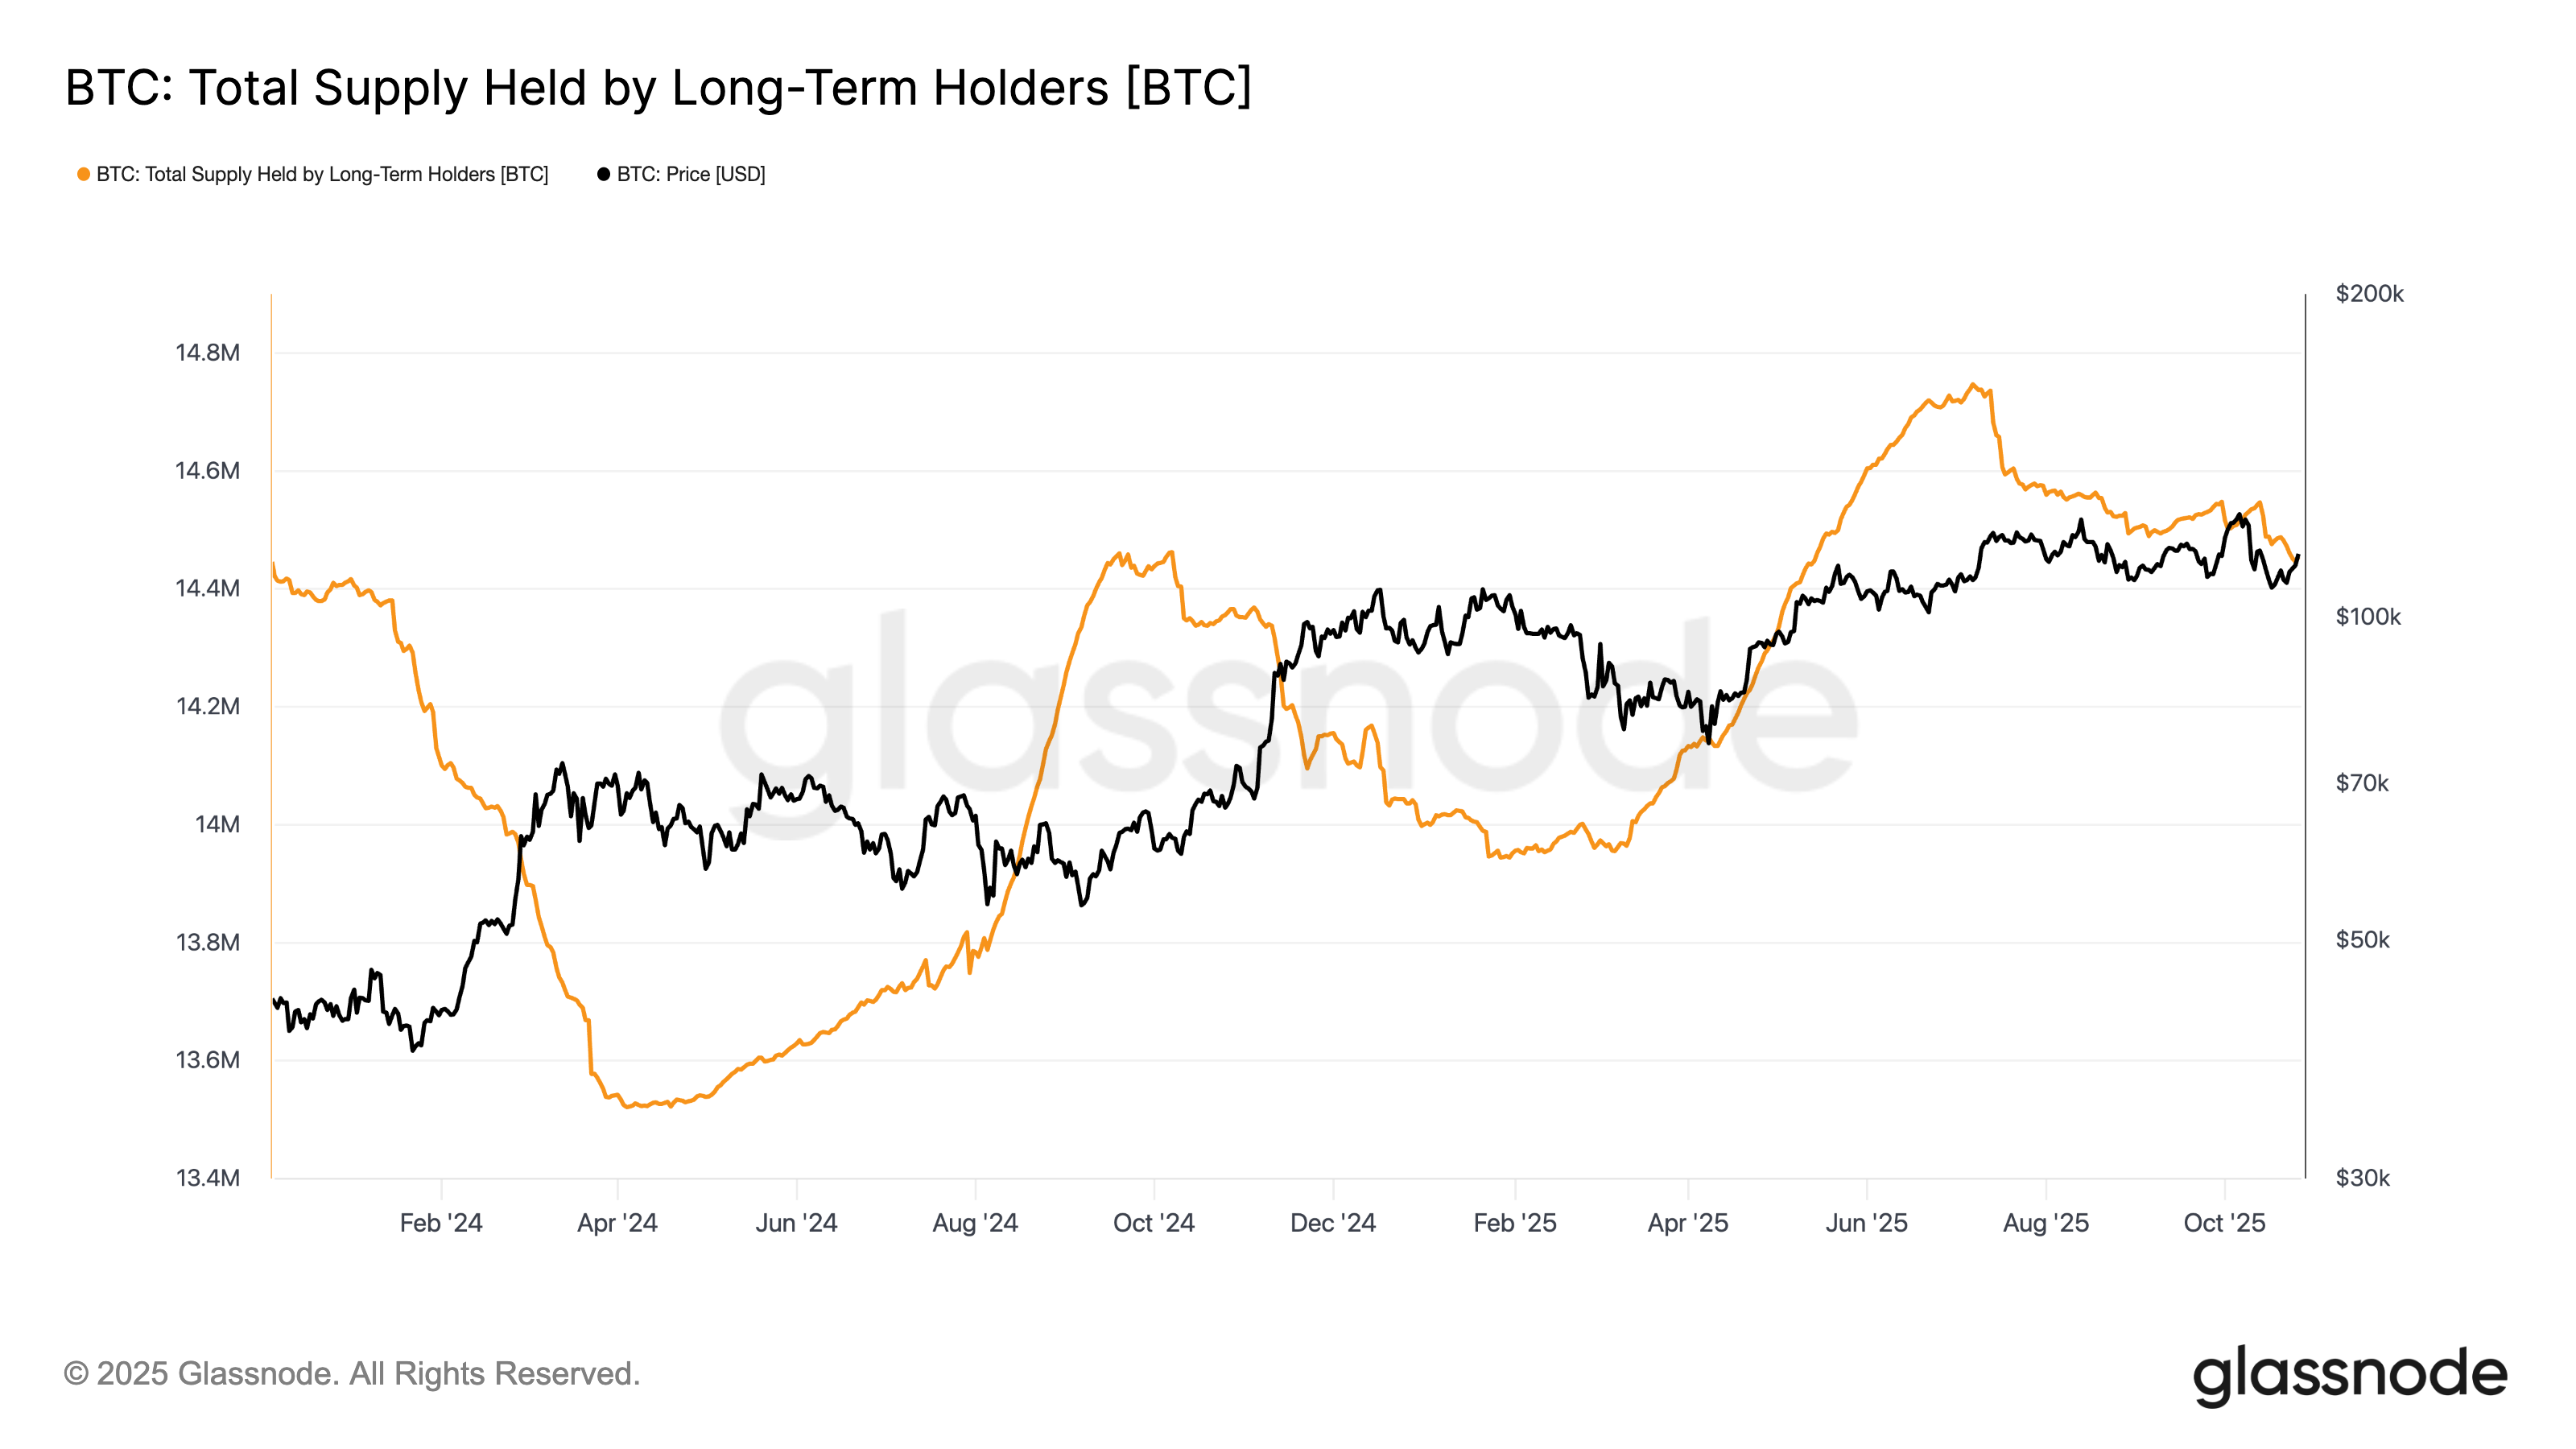 BTC: Total Supply Held by Long-Term Holders [BTC]
BTC: Total Supply Held by Long-Term Holders [BTC] BTC: Price [USD]
14.8M
14.6M
14.4M
14.2M
14M
13.8M
13.6M
13.4M
$200k
$100k
$70k
$50k
$30k
glassnode
Feb '24 Apr '24 Jun '24 Aug '24 Oct '24 Dec '24 Feb '25 Apr '25 Jun '25 Aug '25 Oct '25
© 2025 Glassnode. All Rights Reserved.
glassnode